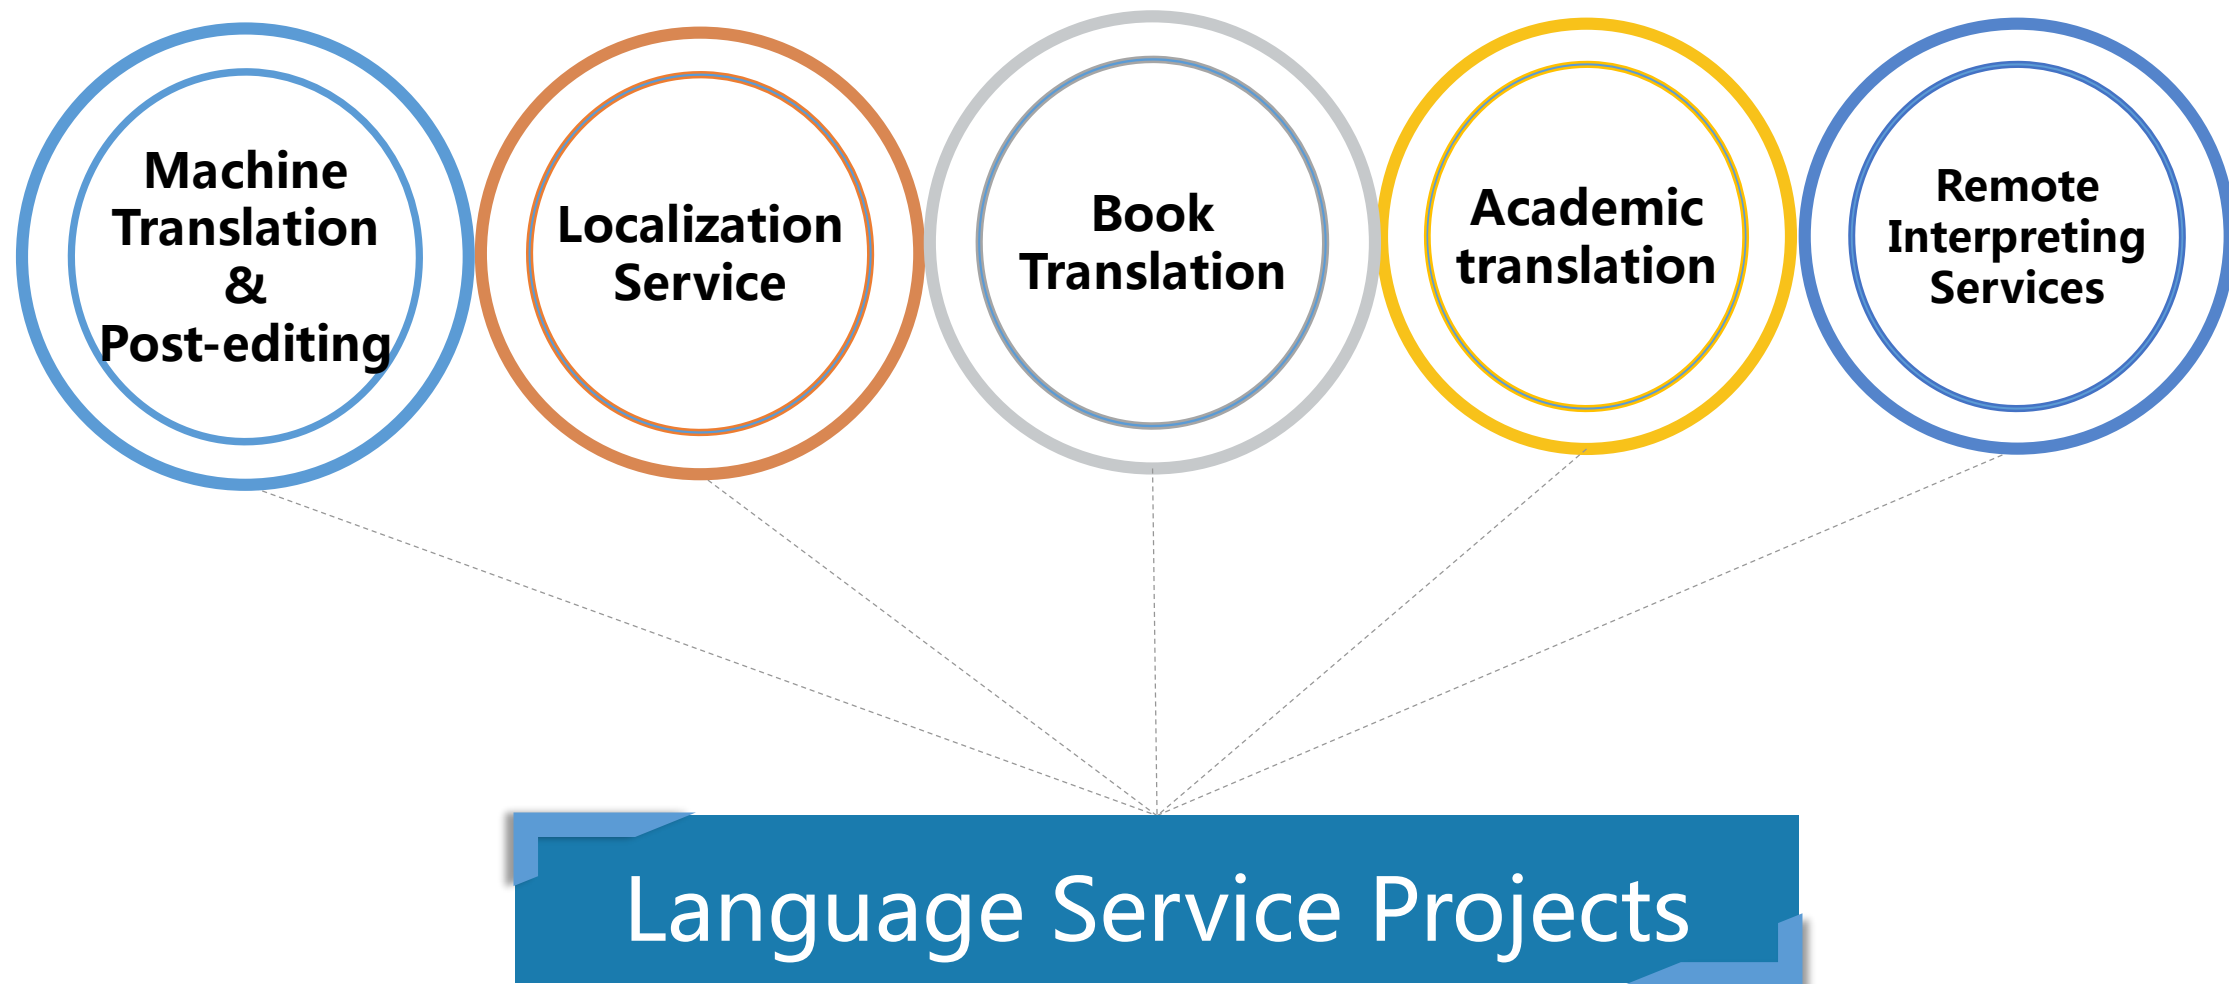 Machine
Translation
&
Post-editing
Localization
Service
Book
Translation
Academic
translation
Remote
Interpreting
Services
Language Service Projects